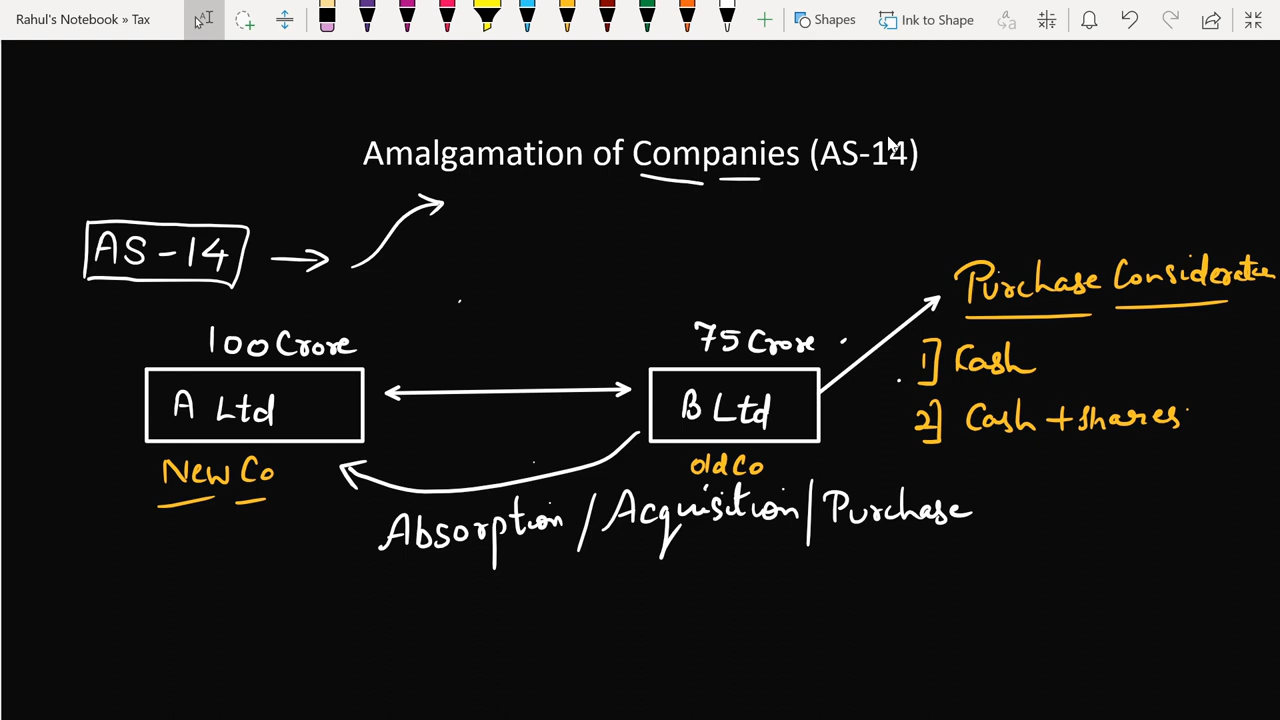 Rahul's Notebook » Tax
Shapes
Ink to Shape
Amalgamation of Companies (AS-14)
AS-14
Purchase Consideration
100 Crore
75 Crore
1] Cash
A Ltd
B Ltd
2] Cash + shares
New Co
old Co
Absorption / Acquisition / Purchase